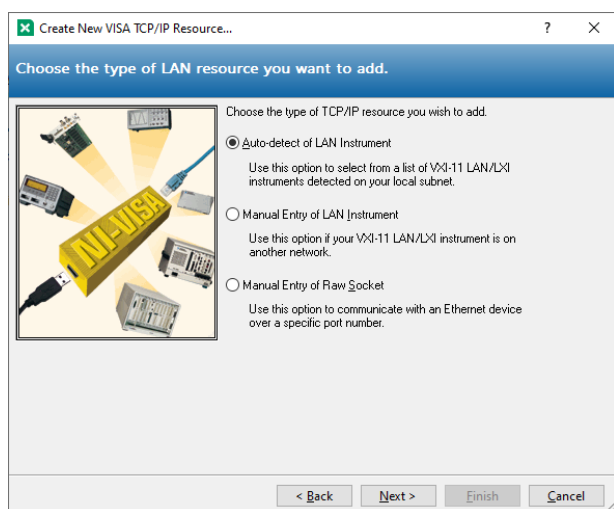 Create New VISA TCP/IP Resource...
?
Choose the type of LAN resource you want to add.
Choose the type of TCP/IP resource you wish to add.
Auto-detect of LAN Instrument
Use this option to select from a list of VXI-11 LAN/LXI
instruments detected on your local subnet.
Manual Entry of LAN Instrument
Use this option if your VXI-11 LAN/LXI instrument is on
another network.
Manual Entry of Raw Socket
Use this option to communicate with an Ethernet device
over a specific port number.
NI-VISA
< Back
Next >
Finish
Cancel